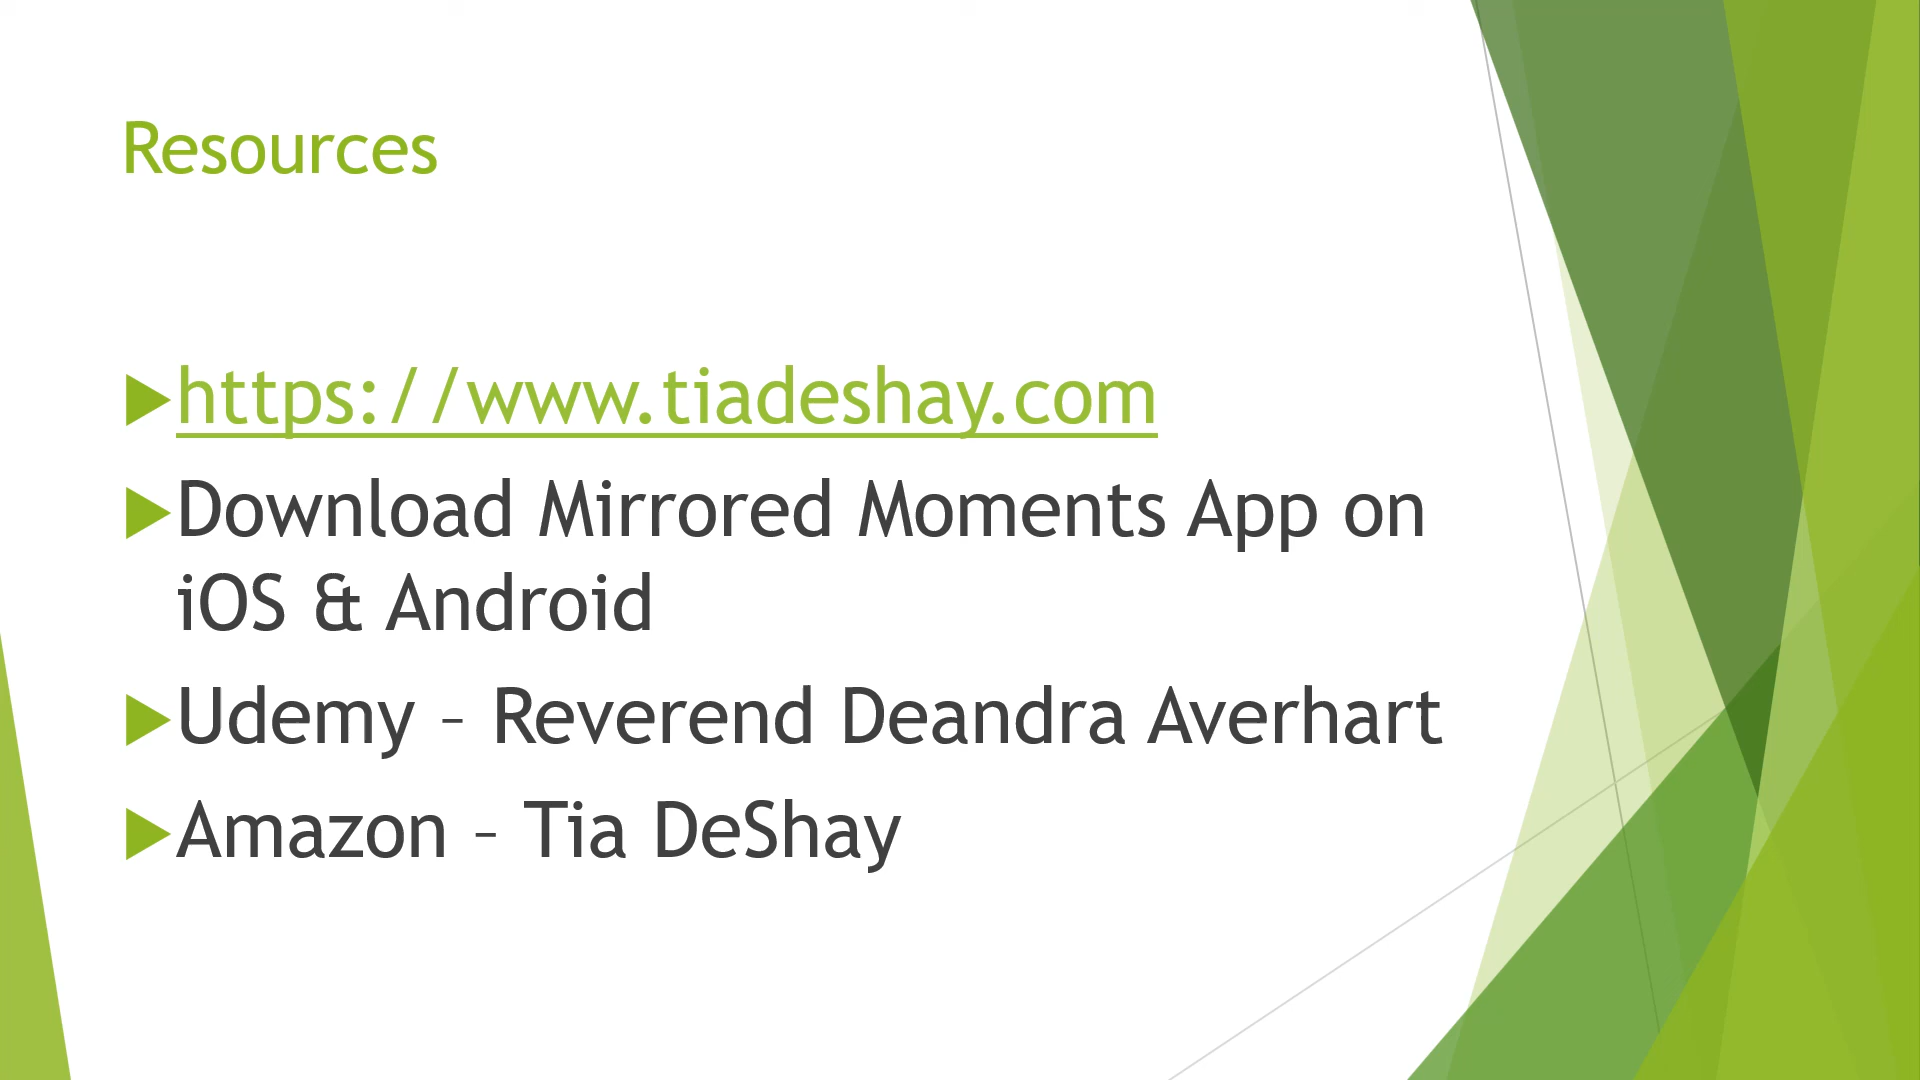 Resources
https://www.tiadeshay.com
Download Mirrored Moments App on
iOS & Android
Udemy – Reverend Deandra Averhart
Amazon – Tia DeShay